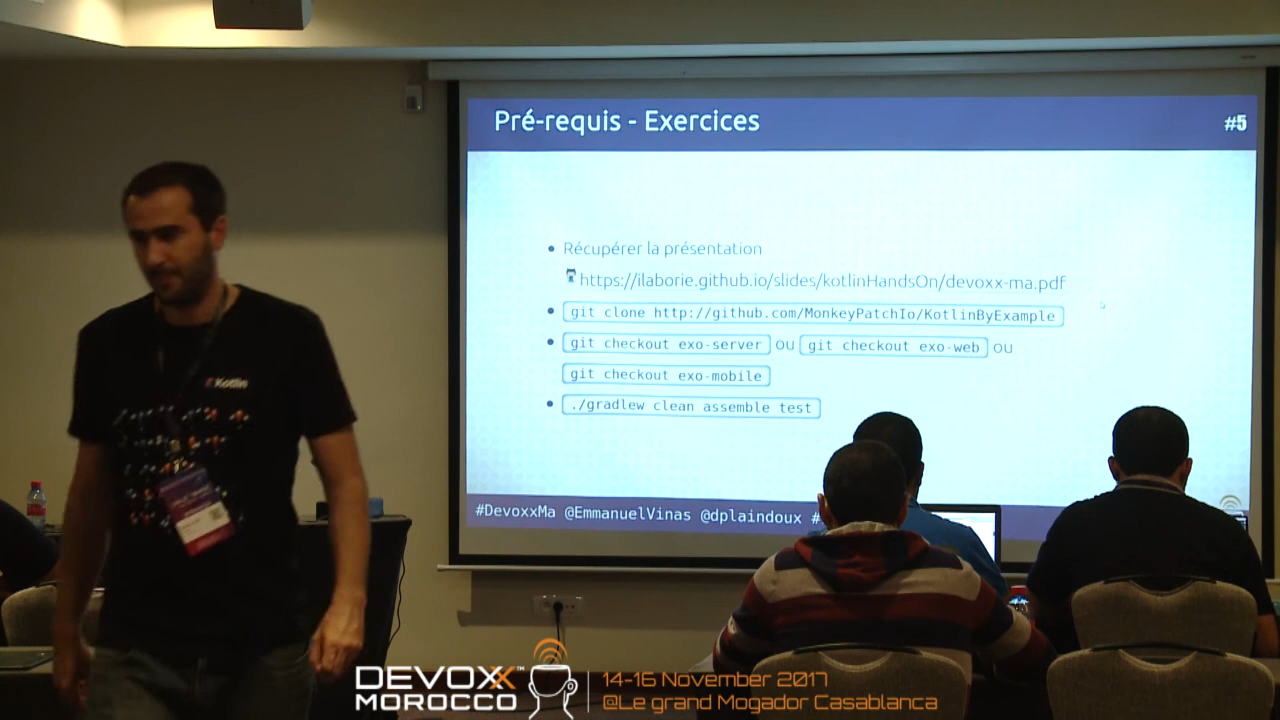 Pré-requis - Exercices
#5
Récupérer la présentation
https://ilaborie.github.io/slides/kotlinHandsOn/devoxx-ma.pdf
git clone http://github.com/MonkeyPatchIo/KotlinByExample
git checkout exo-server ou git checkout exo-web ou
git checkout exo-mobile
./gradlew clean assemble test
#DevoxxMa @EmmanuelVinas @dplaindoux #
Kotlin
DEVOXX™
MOROCCO
14-16 November 2017
@Le grand Mogador Casablanca